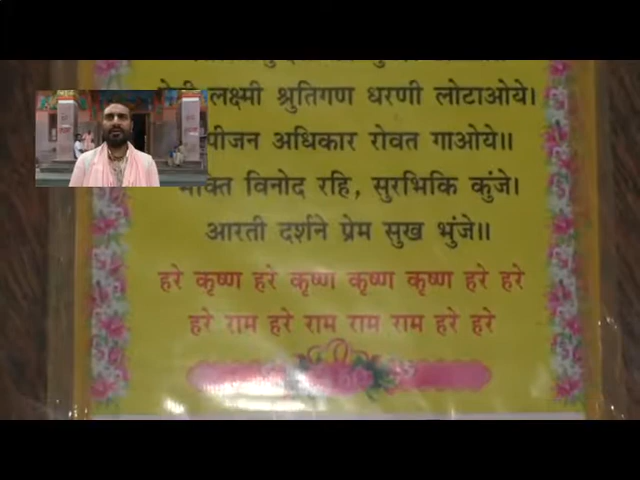 लक्ष्मी श्रुतिगण धरणी लोटाओये।
पीजन अधिकार रोवत गाओये॥
विनोद रहि, सुरभिकि कुंजे।
आरती दर्शने प्रेम सुख भुंजे॥
हरे कृष्ण हरे कृष्ण कृष्ण कृष्ण हरे हरे
हरे राम हरे राम राम राम हरे हरे